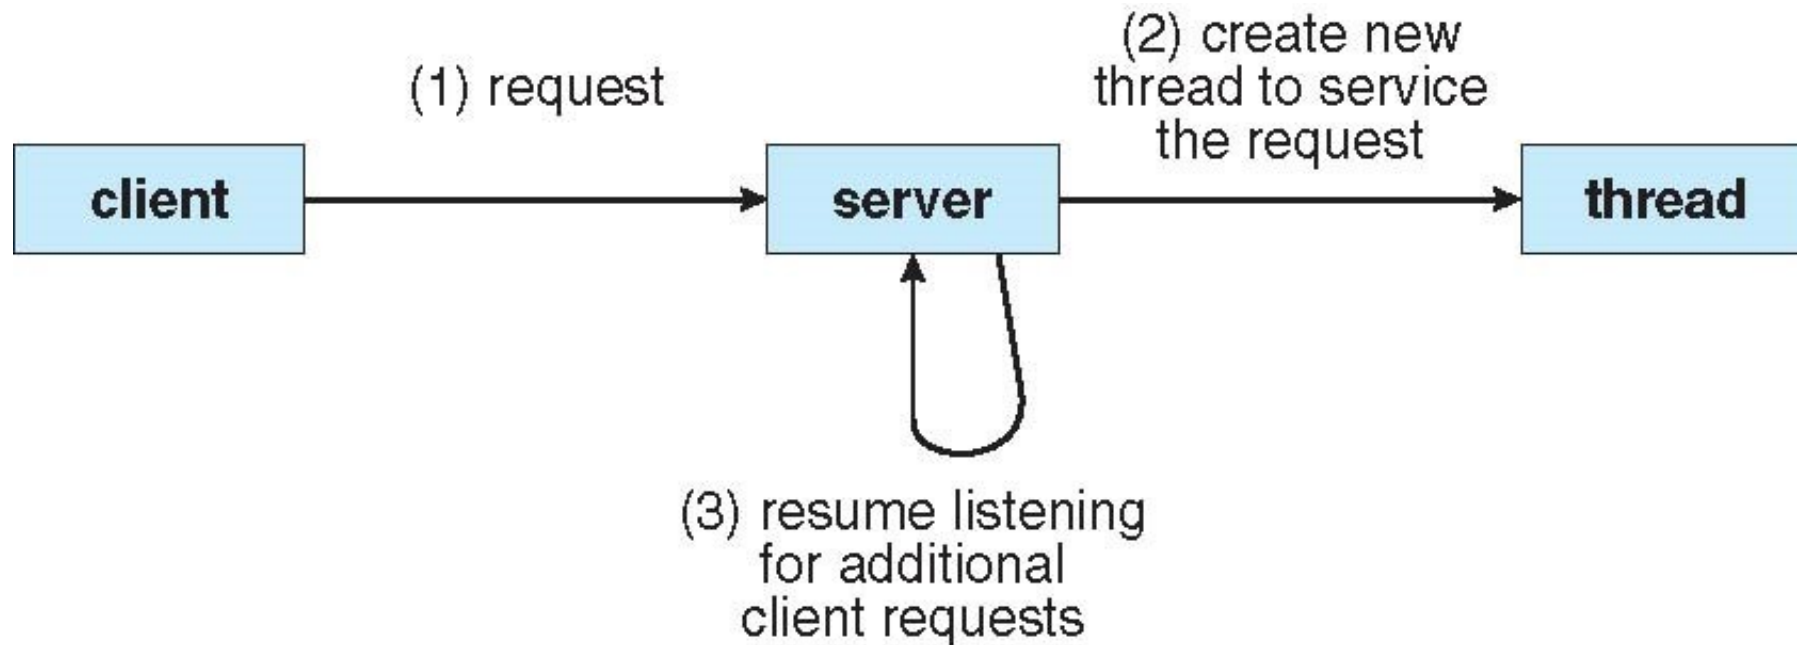 (1) request
(2) create new
thread to service
the request
client
server
thread
(3) resume listening
for additional
client requests